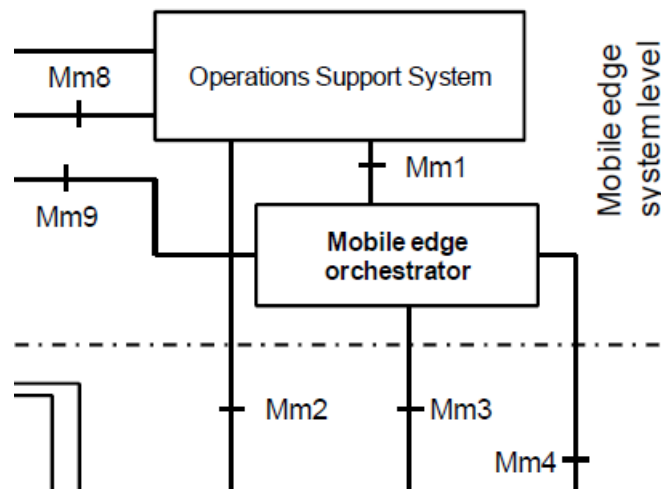 Operations Support System
Mm8
Mm1
Mobile edge
system level
Mm9
Mobile edge
orchestrator
Mm2
Mm3
Mm4